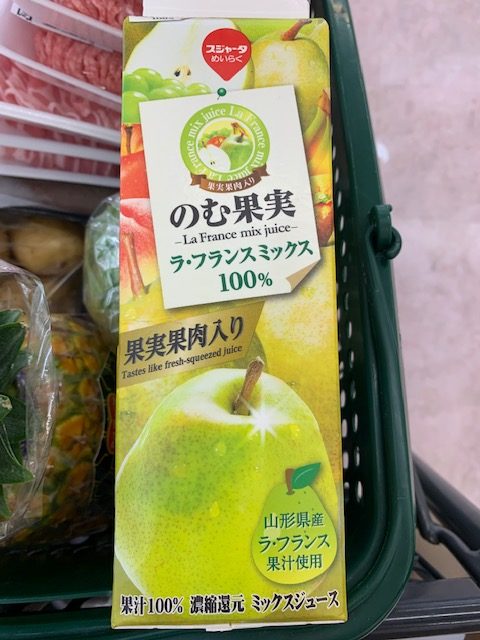 スジャータ
めいらく
La France mix juice La France mix juice
果実果肉入り
のむ果実
-La France mix juice-
ラ・フランスミックス
100%
果実果肉入り
Tastes like fresh-squeezed juice
山形県産
ラ・フランス
果汁使用
果汁100% 濃縮還元 ミックスジュース